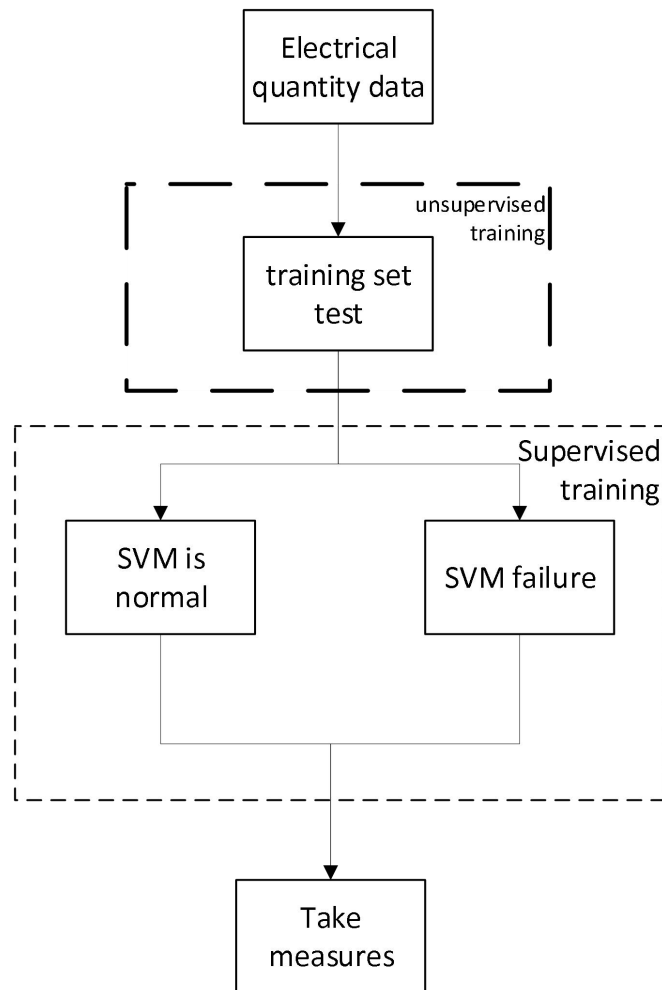 Electrical
quantity data
unsupervised
training
training set
test
Supervised
training
SVM is
normal
SVM failure
Take
measures